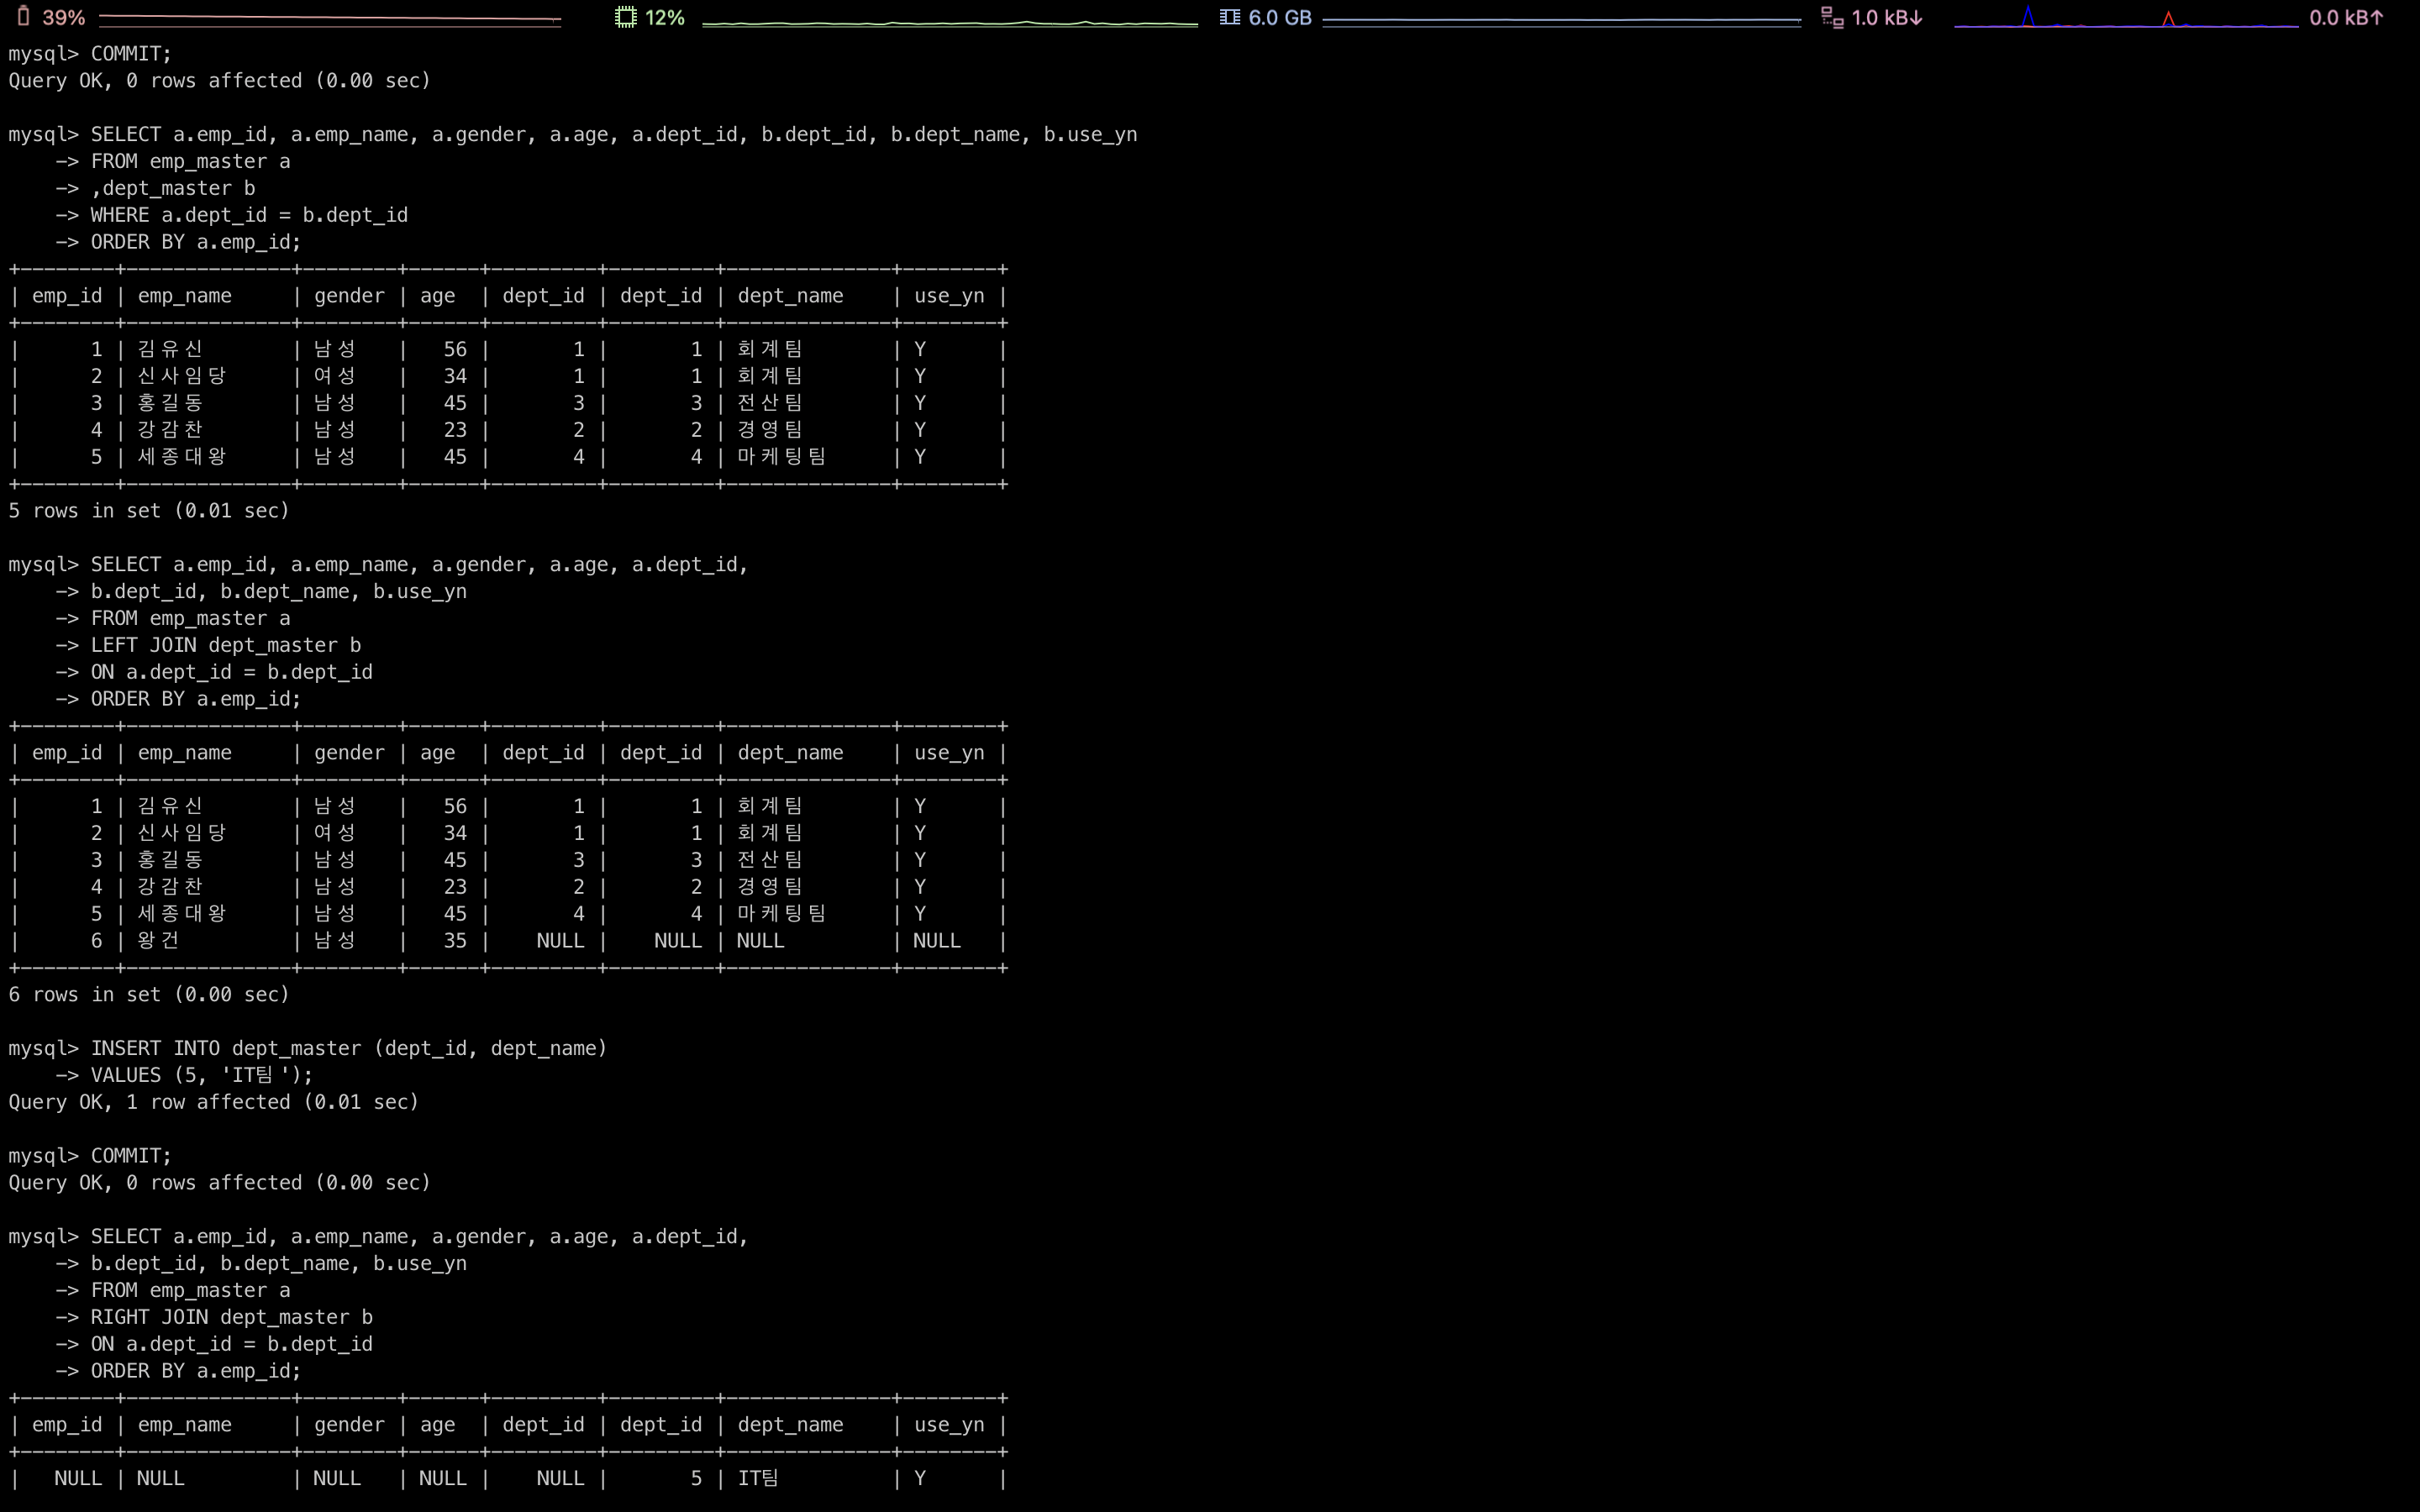 39% 12% 6.0 GB 1.0 kB↓ 0.0 kB↑
mysql> COMMIT;
Query OK, 0 rows affected (0.00 sec)
mysql> SELECT a.emp_id, a.emp_name, a.gender, a.age, a.dept_id, b.dept_id, b.dept_name, b.use_yn
    -> FROM emp_master a
    -> ,dept_master b
    -> WHERE a.dept_id = b.dept_id
    -> ORDER BY a.emp_id;
+--------+--------------+--------+------+---------+---------+--------------+--------+
| emp_id | emp_name     | gender | age  | dept_id | dept_id | dept_name    | use_yn |
+--------+--------------+--------+------+---------+---------+--------------+--------+
|      1 | 김유신       | 남성   |   56 |       1 |       1 | 회계팀       | Y      |
|      2 | 신사임당     | 여성   |   34 |       1 |       1 | 회계팀       | Y      |
|      3 | 홍길동       | 남성   |   45 |       3 |       3 | 전산팀       | Y      |
|      4 | 강감찬       | 남성   |   23 |       2 |       2 | 경영팀       | Y      |
|      5 | 세종대왕     | 남성   |   45 |       4 |       4 | 마케팅팀     | Y      |
+--------+--------------+--------+------+---------+---------+--------------+--------+
5 rows in set (0.01 sec)
mysql> SELECT a.emp_id, a.emp_name, a.gender, a.age, a.dept_id,
    -> b.dept_id, b.dept_name, b.use_yn
    -> FROM emp_master a
    -> LEFT JOIN dept_master b
    -> ON a.dept_id = b.dept_id
    -> ORDER BY a.emp_id;
+--------+--------------+--------+------+---------+---------+--------------+--------+
| emp_id | emp_name     | gender | age  | dept_id | dept_id | dept_name    | use_yn |
+--------+--------------+--------+------+---------+---------+--------------+--------+
|      1 | 김유신       | 남성   |   56 |       1 |       1 | 회계팀       | Y      |
|      2 | 신사임당     | 여성   |   34 |       1 |       1 | 회계팀       | Y      |
|      3 | 홍길동       | 남성   |   45 |       3 |       3 | 전산팀       | Y      |
|      4 | 강감찬       | 남성   |   23 |       2 |       2 | 경영팀       | Y      |
|      5 | 세종대왕     | 남성   |   45 |       4 |       4 | 마케팅팀     | Y      |
|      6 | 왕건         | 남성   |   35 |    NULL |    NULL | NULL         | NULL   |
+--------+--------------+--------+------+---------+---------+--------------+--------+
6 rows in set (0.00 sec)
mysql> INSERT INTO dept_master (dept_id, dept_name)
    -> VALUES (5, 'IT팀');
Query OK, 1 row affected (0.01 sec)
mysql> COMMIT;
Query OK, 0 rows affected (0.00 sec)
mysql> SELECT a.emp_id, a.emp_name, a.gender, a.age, a.dept_id,
    -> b.dept_id, b.dept_name, b.use_yn
    -> FROM emp_master a
    -> RIGHT JOIN dept_master b
    -> ON a.dept_id = b.dept_id
    -> ORDER BY a.emp_id;
+--------+--------------+--------+------+---------+---------+--------------+--------+
| emp_id | emp_name     | gender | age  | dept_id | dept_id | dept_name    | use_yn |
+--------+--------------+--------+------+---------+---------+--------------+--------+
|   NULL | NULL         | NULL   | NULL |    NULL |       5 | IT팀         | Y      |